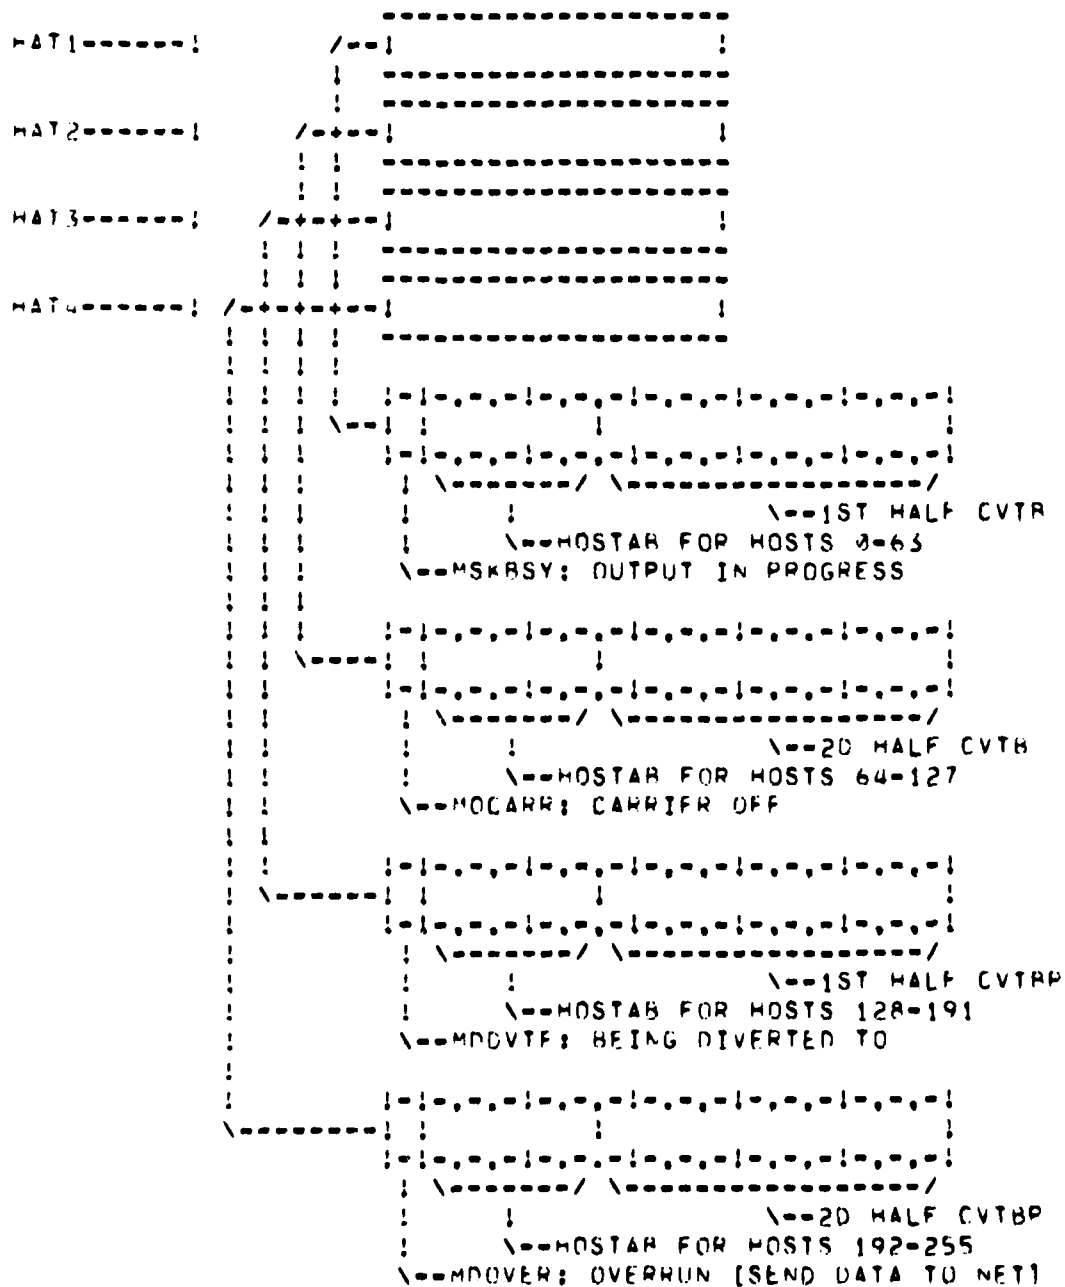 HAT1------!
HAT2------!
HAT3------!
HAT4------!
\--1ST HALF CVTB
\--HOSTAB FOR HOSTS 0-63
\--MSKBSY: OUTPUT IN PROGRESS
\--2D HALF CVTB
\--HOSTAB FOR HOSTS 64-127
\--MOCARR: CARRIER OFF
\--1ST HALF CVTBP
\--HOSTAB FOR HOSTS 128-191
\--MDDVTF: BEING DIVERTED TO
\--2D HALF CVTBP
\--HOSTAB FOR HOSTS 192-255
\--MDOVER: OVERRUN [SEND DATA TO NET]